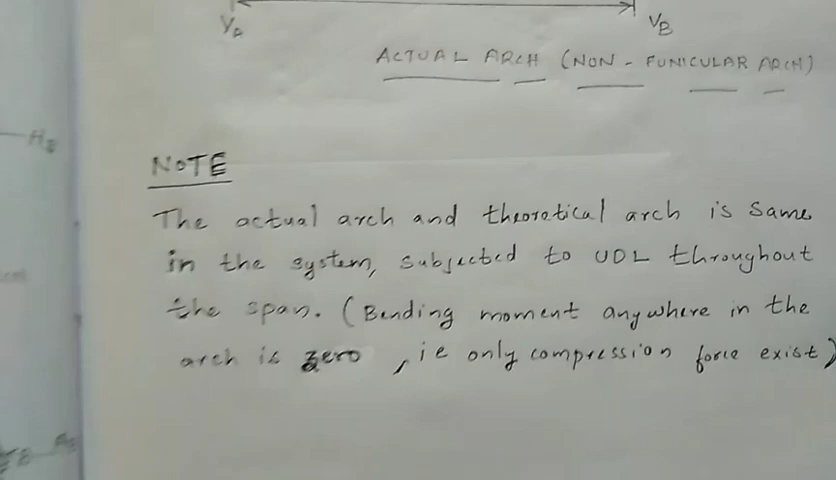 VB
ACTUAL ARCH (NON - FUNICULAR ARCH)
NOTE
The actual arch and theoretical arch is same
in the system, subjected to UDL throughout
the span. (Bending moment anywhere in the
arch is zero, ie only compression force exist)